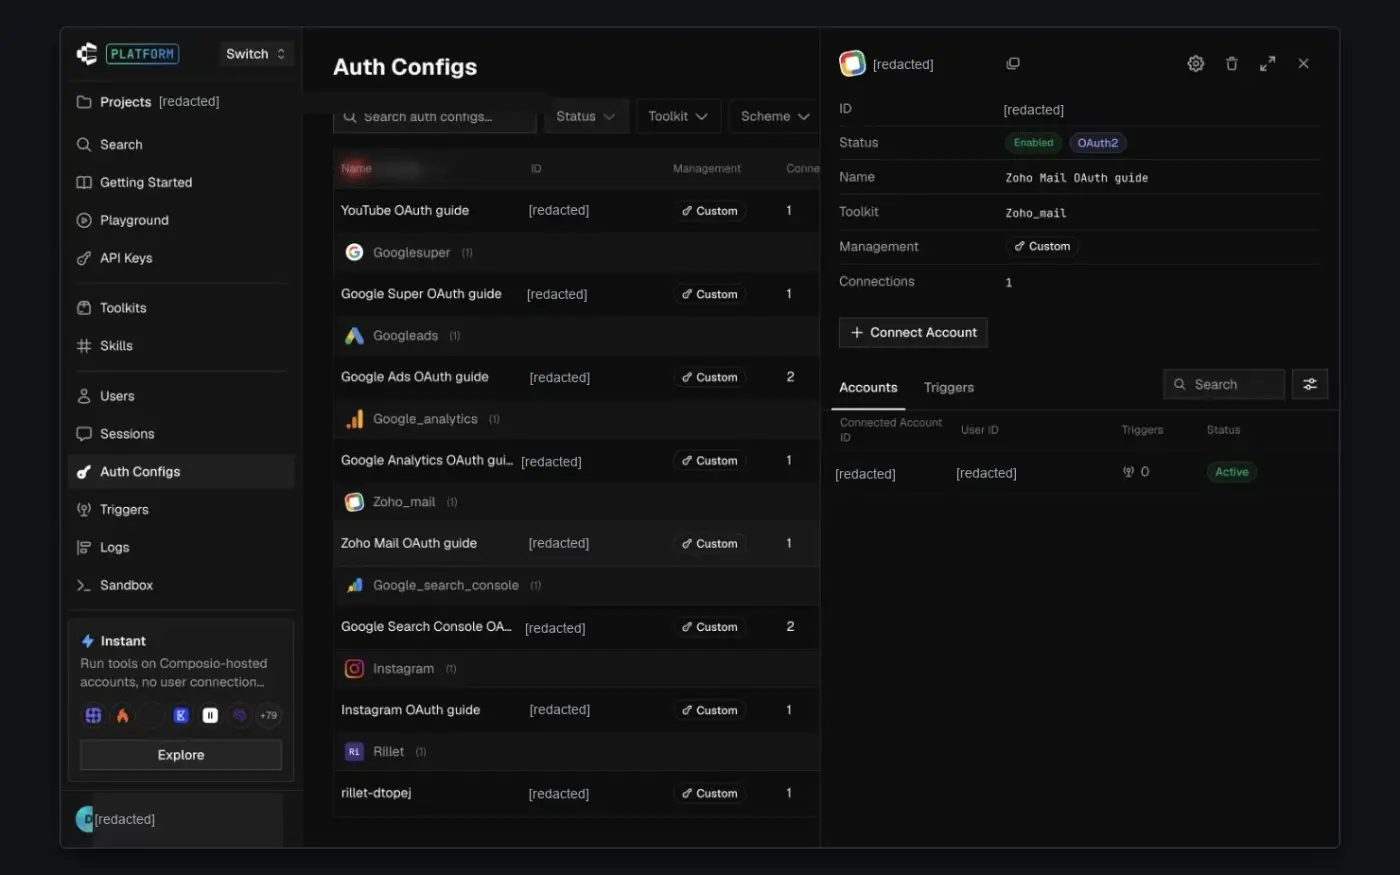 PLATFORM
Switch
Projects [redacted]
Search
Getting Started
Playground
API Keys
Toolkits
Skills
Users
Sessions
Auth Configs
Triggers
Logs
Sandbox
Instant
Run tools on Composio-hosted
accounts, no user connection...
+79
Explore
D [redacted]
Auth Configs
Search auth configs...
Status
Toolkit
Scheme
Name ID Management Conne
YouTube OAuth guide [redacted] Custom 1
Googlesuper (1)
Google Super OAuth guide [redacted] Custom 1
Googleads (1)
Google Ads OAuth guide [redacted] Custom 2
Google_analytics (1)
Google Analytics OAuth gui... [redacted] Custom 1
Zoho_mail (1)
Zoho Mail OAuth guide [redacted] Custom 1
Google_search_console (1)
Google Search Console OA... [redacted] Custom 2
Instagram (1)
Instagram OAuth guide [redacted] Custom 1
Ri Rillet (1)
rillet-dtopej [redacted] Custom 1
[redacted]
ID [redacted]
Status Enabled OAuth2
Name Zoho Mail OAuth guide
Toolkit Zoho_mail
Management Custom
Connections 1
+ Connect Account
Accounts Triggers
Search
Connected Account
ID
User ID Triggers Status
[redacted] [redacted] 0 Active